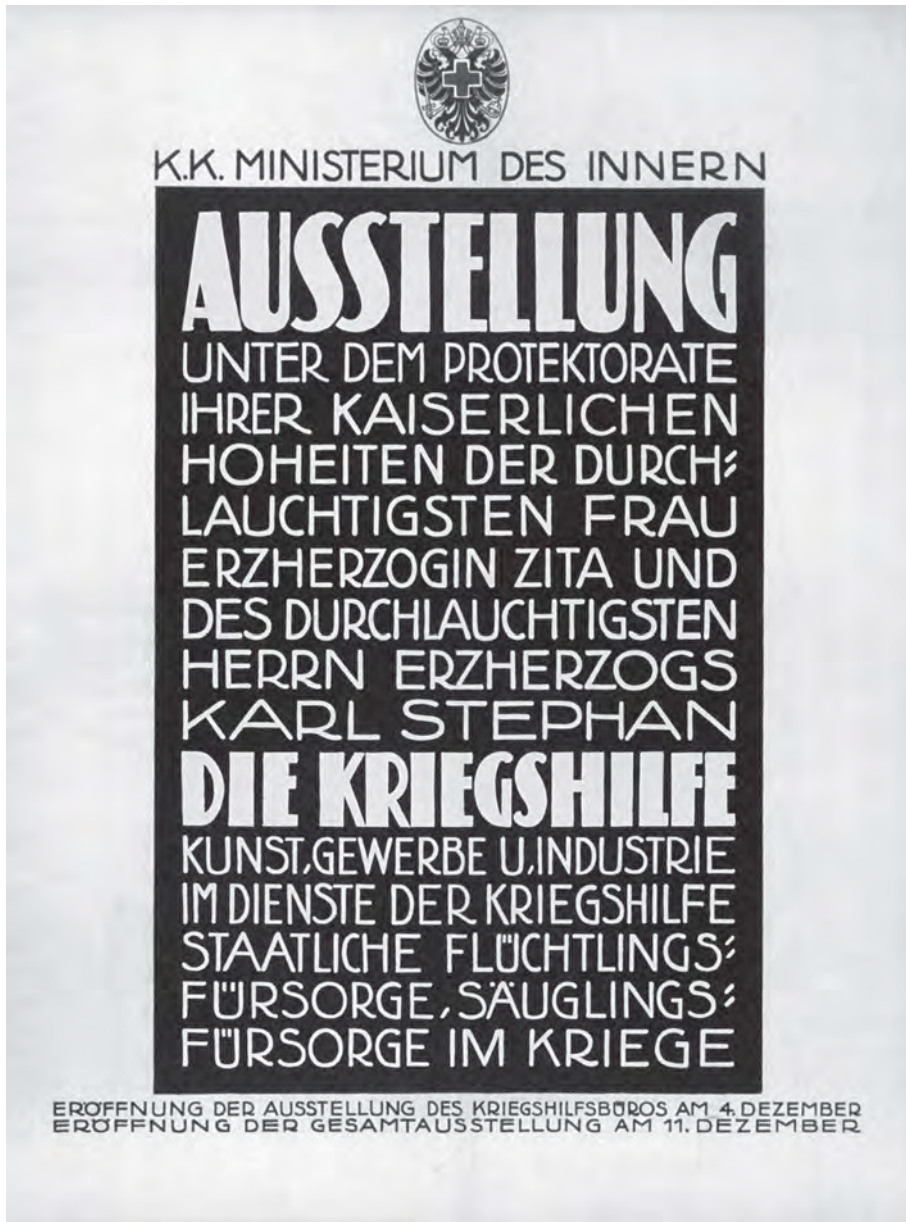 K.K. MINISTERIUM DES INNERN
AUSSTELLUNG
UNTER DEM PROTEKTORATE
IHRER KAISERLICHEN
HOHEITEN DER DURCH⸗
LAUCHTIGSTEN FRAU
ERZHERZOGIN ZITA UND
DES DURCHLAUCHTIGSTEN
HERRN ERZHERZOGS
KARL STEPHAN
DIE KRIEGSHILFE
KUNST, GEWERBE U, INDUSTRIE
IM DIENSTE DER KRIEGSHILFE
STAATLICHE FLÜCHTLINGS⸗
FÜRSORGE, SÄUGLINGS⸗
FÜRSORGE IM KRIEGE
ERÖFFNUNG DER AUSSTELLUNG DES KRIEGSHILFSBÜROS AM 4. DEZEMBER
ERÖFFNUNG DER GESAMTAUSSTELLUNG AM 11. DEZEMBER